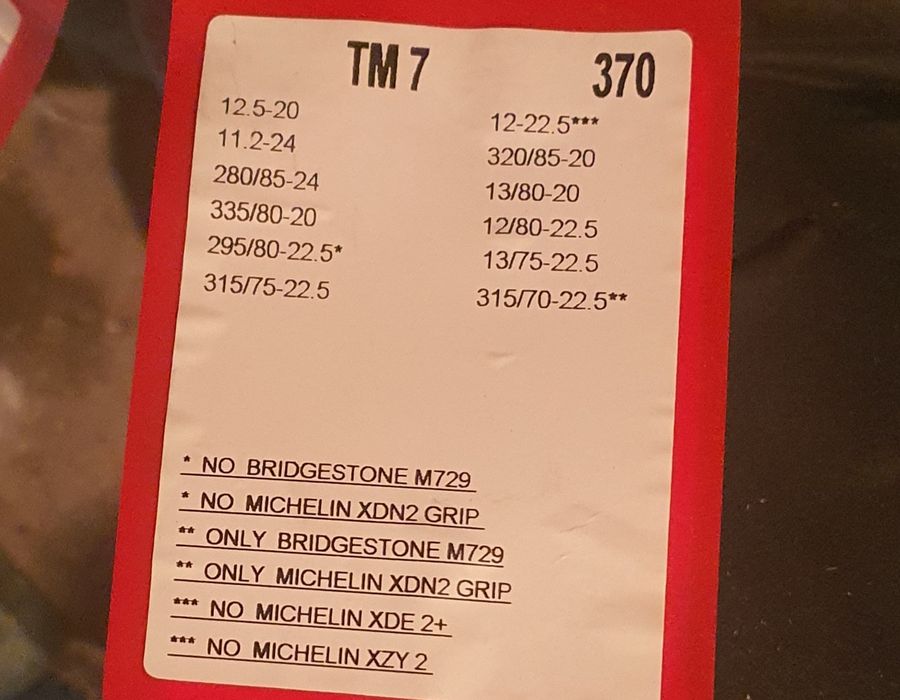 TM 7 370
12.5-20 12-22.5***
11.2-24 320/85-20
280/85-24 13/80-20
335/80-20 12/80-22.5
295/80-22.5* 13/75-22.5
315/75-22.5 315/70-22.5**
* NO BRIDGESTONE M729
* NO MICHELIN XDN2 GRIP
** ONLY BRIDGESTONE M729
** ONLY MICHELIN XDN2 GRIP
*** NO MICHELIN XDE 2+
*** NO MICHELIN XZY 2